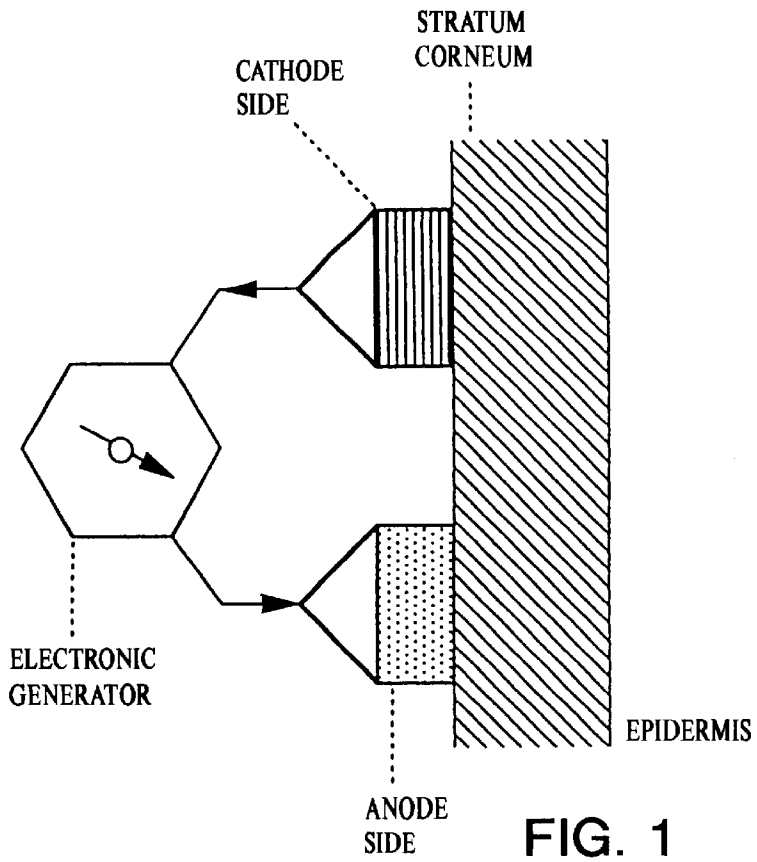 STRATUM
CORNEUM
CATHODE
SIDE
ELECTRONIC
GENERATOR
EPIDERMIS
ANODE
SIDE
FIG. 1